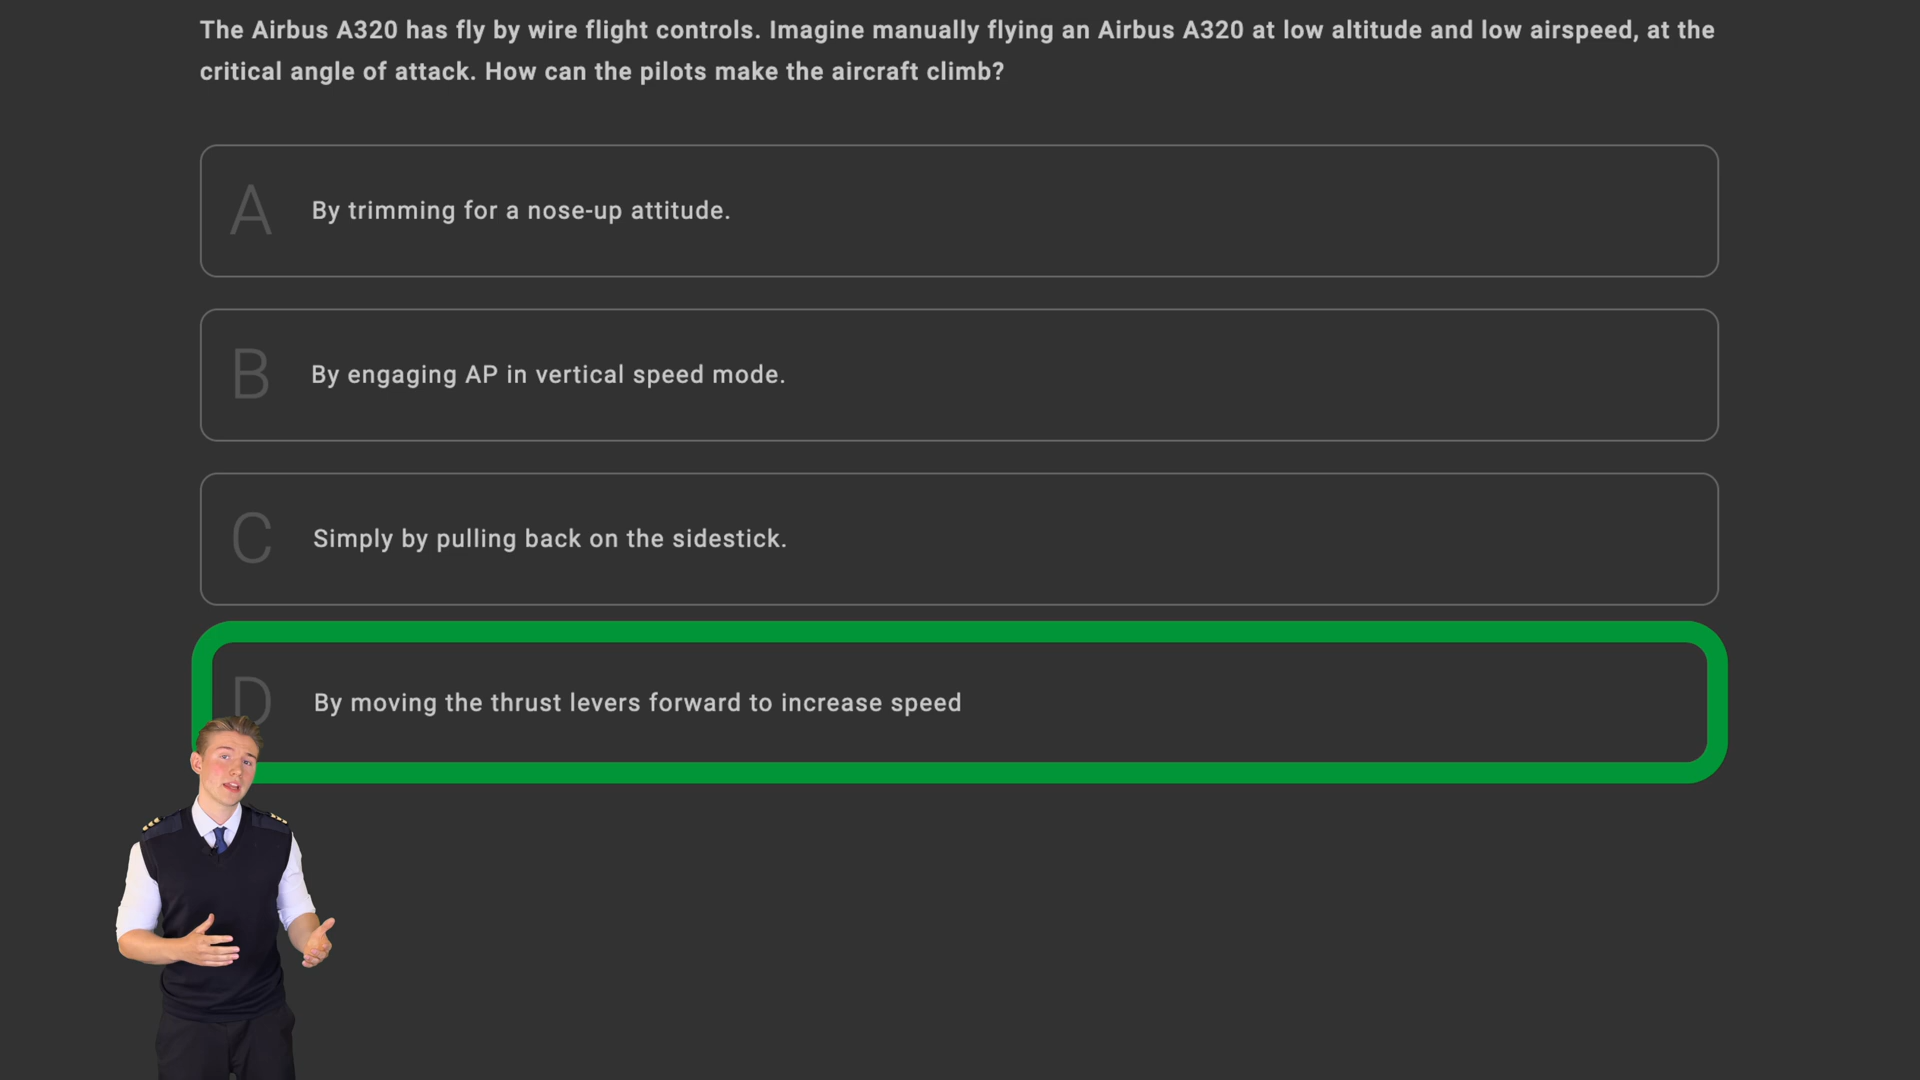 The Airbus A320 has fly by wire flight controls. Imagine manually flying an Airbus A320 at low altitude and low airspeed, at the
critical angle of attack. How can the pilots make the aircraft climb?
A
By trimming for a nose-up attitude.
B
By engaging AP in vertical speed mode.
C
Simply by pulling back on the sidestick.
D
By moving the thrust levers forward to increase speed